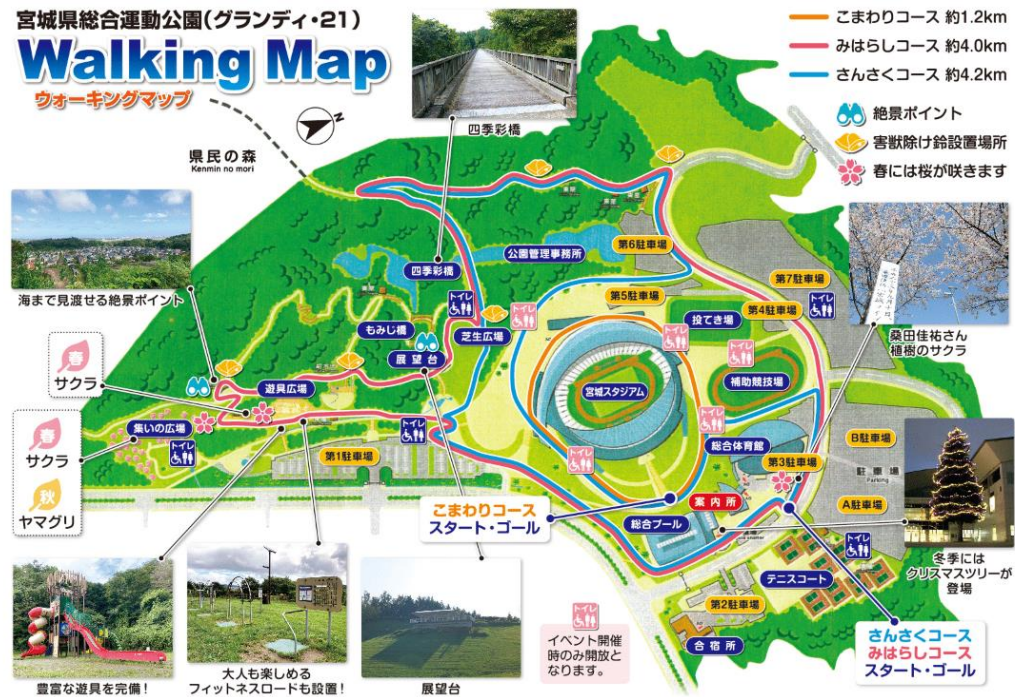 宮城県総合運動公園(グランディ・21)
Walking Map
ウォーキングマップ
こまわりコース 約1.2km
みはらしコース 約4.0km
さんさくコース 約4.2km
絶景ポイント
害獣除け鈴設置場所
春には桜が咲きます
Z
四季彩橋
県民の森
Kenmin no mori
海まで見渡せる絶景ポイント
公園管理事務所
四季彩橋
第6駐車場
第7駐車場
第5駐車場
第4駐車場
トイレ
トイレ
トイレ
もみじ橋
芝生広場
投てき場
トイレ
トイレ
展望台
桑田佳祐さん
植樹のサクラ
春
サクラ
遊具広場
宮城スタジアム
補助競技場
集いの広場
トイレ
トイレ
トイレ
春
サクラ
秋
ヤマグリ
第1駐車場
トイレ
総合体育館
第3駐車場
B駐車場
駐車場
Parking
A駐車場
こまわりコース
スタート・ゴール
案内所
総合プール
トイレ
テニスコート
第2駐車場
合宿所
冬季には
クリスマスツリーが
登場
さんさくコース
みはらしコース
スタート・ゴール
トイレ
イベント開催
時のみ開放と
なります。
豊富な遊具を完備!
大人も楽しめる
フィットネスロードも設置!
展望台